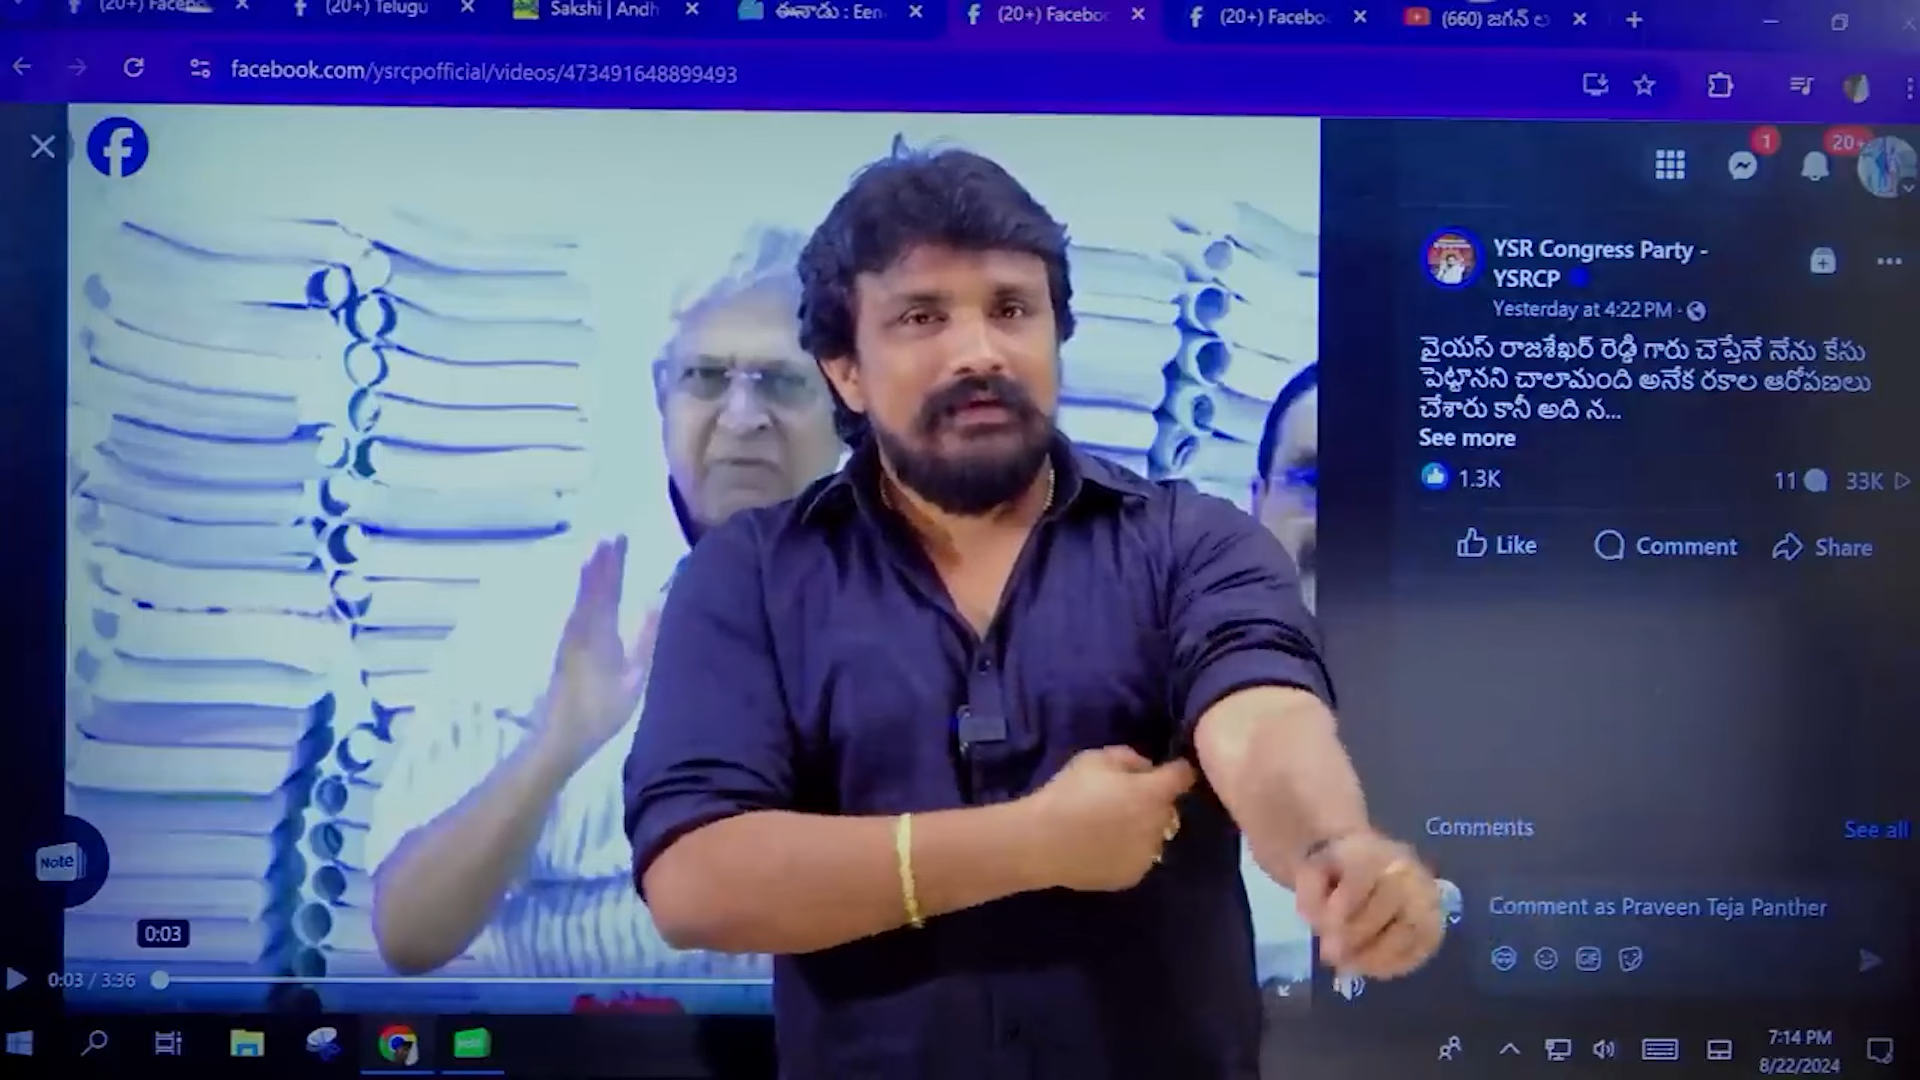 (20+) Facebo
(20+) Telugu
Sakshi | Andh
ఈనాడు : Een
(20+) Faceboo
(20+) Facebo
(660) జగన్ ల
facebook.com/ysrcpofficial/videos/473491648899493
1
20+
YSR Congress Party -
YSRCP
Yesterday at 4:22 PM
వైయస్ రాజశేఖర్ రెడ్డి గారు చెప్తేనే నేను కేసు
పెట్టానని చాలామంది అనేక రకాల ఆరోపణలు
చేశారు కానీ అది న...
See more
1.3K
11
33K
Like
Comment
Share
Comments
See all
Note
Comment as Praveen Teja Panther
GIF
0:03
0:03 / 3:36
7:14 PM
8/22/2024